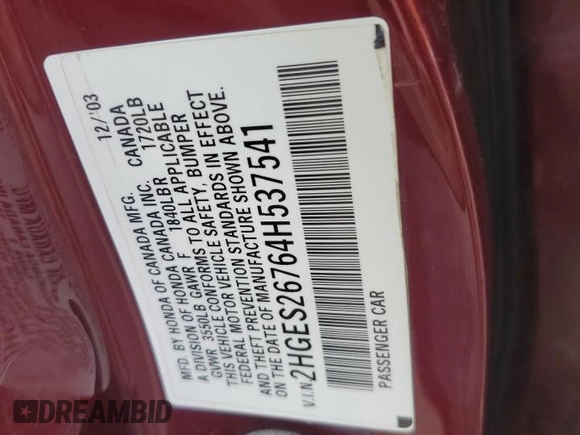 MFD. BY HONDA OF CANADA MFG. 12/'03
A DIVISION OF HONDA CANADA INC. CANADA
GVWR 3550LB GAWR F 1840LBR 1720LB
THIS VEHICLE CONFORMS TO ALL APPLICABLE
FEDERAL MOTOR VEHICLE SAFETY, BUMPER
AND THEFT PREVENTION STANDARDS IN EFFECT
ON THE DATE OF MANUFACTURE SHOWN ABOVE.
V.I.N. 2HGES26764H537541
PASSENGER CAR
DREAMBID